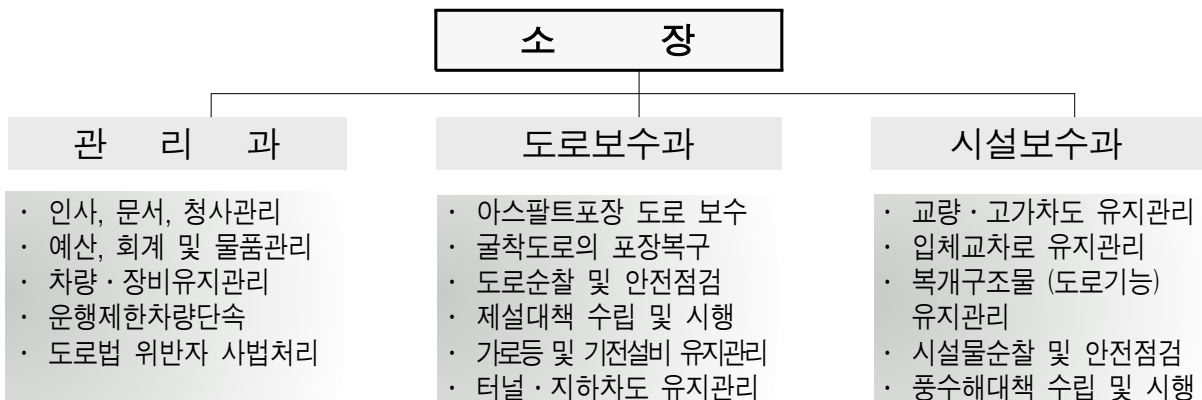 소 장
관 리 과
· 인사, 문서, 청사관리
· 예산, 회계 및 물품관리
· 차량·장비유지관리
· 운행제한차량단속
· 도로법 위반자 사법처리
도로보수과
· 아스팔트포장 도로 보수
· 굴착도로의 포장복구
· 도로순찰 및 안전점검
· 제설대책 수립 및 시행
· 가로등 및 기전설비 유지관리
· 터널·지하차도 유지관리
시설보수과
· 교량·고가차도 유지관리
· 입체교차로 유지관리
· 복개구조물 (도로기능)
유지관리
· 시설물순찰 및 안전점검
· 풍수해대책 수립 및 시행